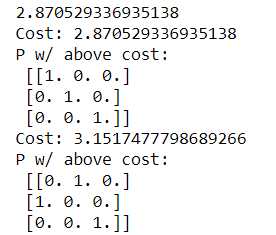 2.870529336935138
Cost: 2.870529336935138
P w/ above cost:
[[1. 0. 0.]
[0. 1. 0.]
[0. 0. 1.]]
Cost: 3.1517477798689266
P w/ above cost:
[[0. 1. 0.]
[1. 0. 0.]
[0. 0. 1.]]